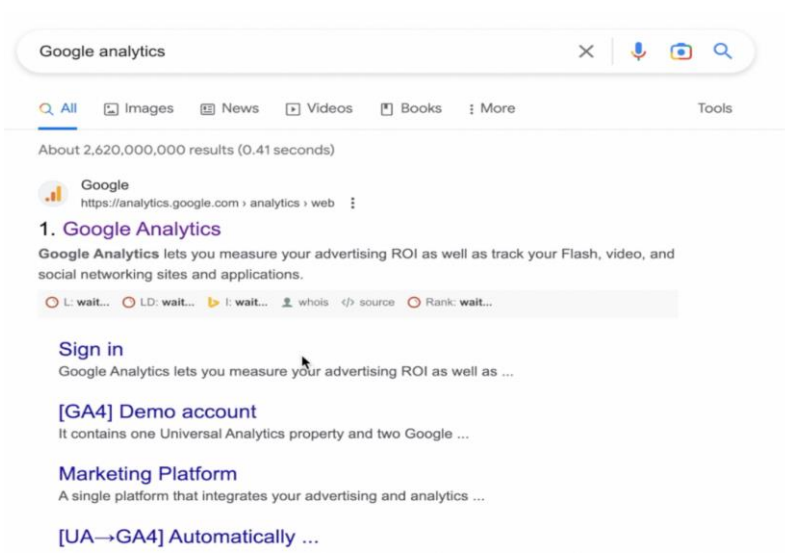 Google analytics
All Images News Videos Books More Tools
About 2,620,000,000 results (0.41 seconds)
Google
https://analytics.google.com › analytics › web
1. Google Analytics
Google Analytics lets you measure your advertising ROI as well as track your Flash, video, and
social networking sites and applications.
L: wait... LD: wait... I: wait... whois </> source Rank: wait...
Sign in
Google Analytics lets you measure your advertising ROI as well as ...
[GA4] Demo account
It contains one Universal Analytics property and two Google ...
Marketing Platform
A single platform that integrates your advertising and analytics ...
[UA→GA4] Automatically ...